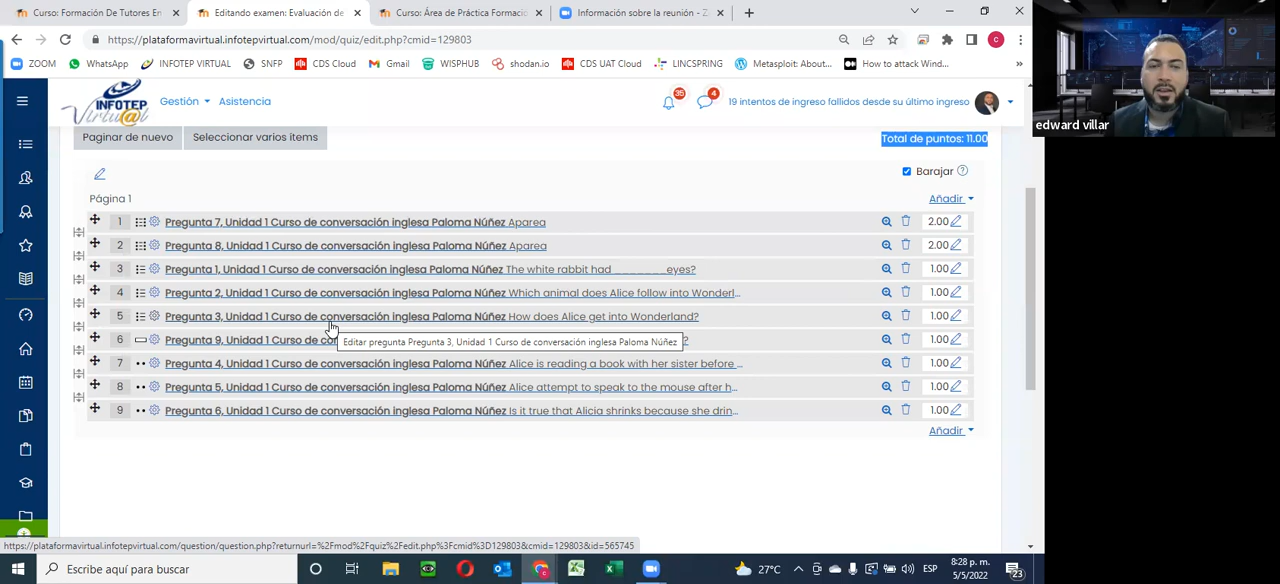 Curso: Formación De Tutores En
Editando examen: Evaluación de
Curso: Área de Práctica Formacio
Información sobre la reunión - Z
https://plataformavirtual.infotepvirtual.com/mod/quiz/edit.php?cmid=129803
C
ZOOM
WhatsApp
INFOTEP VIRTUAL
SNFP
CDS Cloud
Gmail
WISPHUB
shodan.io
CDS UAT Cloud
LINCSPRING
Metasploit: About...
How to attack Wind...
»
INFOTEP
Virtu@l
Gestión
Asistencia
35
4
19 intentos de ingreso fallidos desde su último ingreso
edward villar
Paginar de nuevo
Seleccionar varios items
Total de puntos: 11.00
Barajar
Página 1
Añadir
1 Pregunta 7, Unidad 1 Curso de conversación inglesa Paloma Núñez Aparea 2.00
2 Pregunta 8, Unidad 1 Curso de conversación inglesa Paloma Núñez Aparea 2.00
3 Pregunta 1, Unidad 1 Curso de conversación inglesa Paloma Núñez The white rabbit had _______eyes? 1.00
4 Pregunta 2, Unidad 1 Curso de conversación inglesa Paloma Núñez Which animal does Alice follow into Wonderl... 1.00
5 Pregunta 3, Unidad 1 Curso de conversación inglesa Paloma Núñez How does Alice get into Wonderland? 1.00
6 Pregunta 9, Unidad 1 Curso de con ? 1.00
Editar pregunta Pregunta 3, Unidad 1 Curso de conversación inglesa Paloma Núñez
7 Pregunta 4, Unidad 1 Curso de conversación inglesa Paloma Núñez Alice is reading a book with her sister before ... 1.00
8 Pregunta 5, Unidad 1 Curso de conversación inglesa Paloma Núñez Alice attempt to speak to the mouse after h... 1.00
9 Pregunta 6, Unidad 1 Curso de conversación inglesa Paloma Núñez Is it true that Alicia shrinks because she drin... 1.00
Añadir
https://plataformavirtual.infotepvirtual.com/question/question.php?returnurl=%2Fmod%2Fquiz%2Fedit.php%3Fcmid%3D129803&cmid=129803&id=565745
Escribe aquí para buscar
27°C
ESP
8:28 p. m.
5/5/2022
23